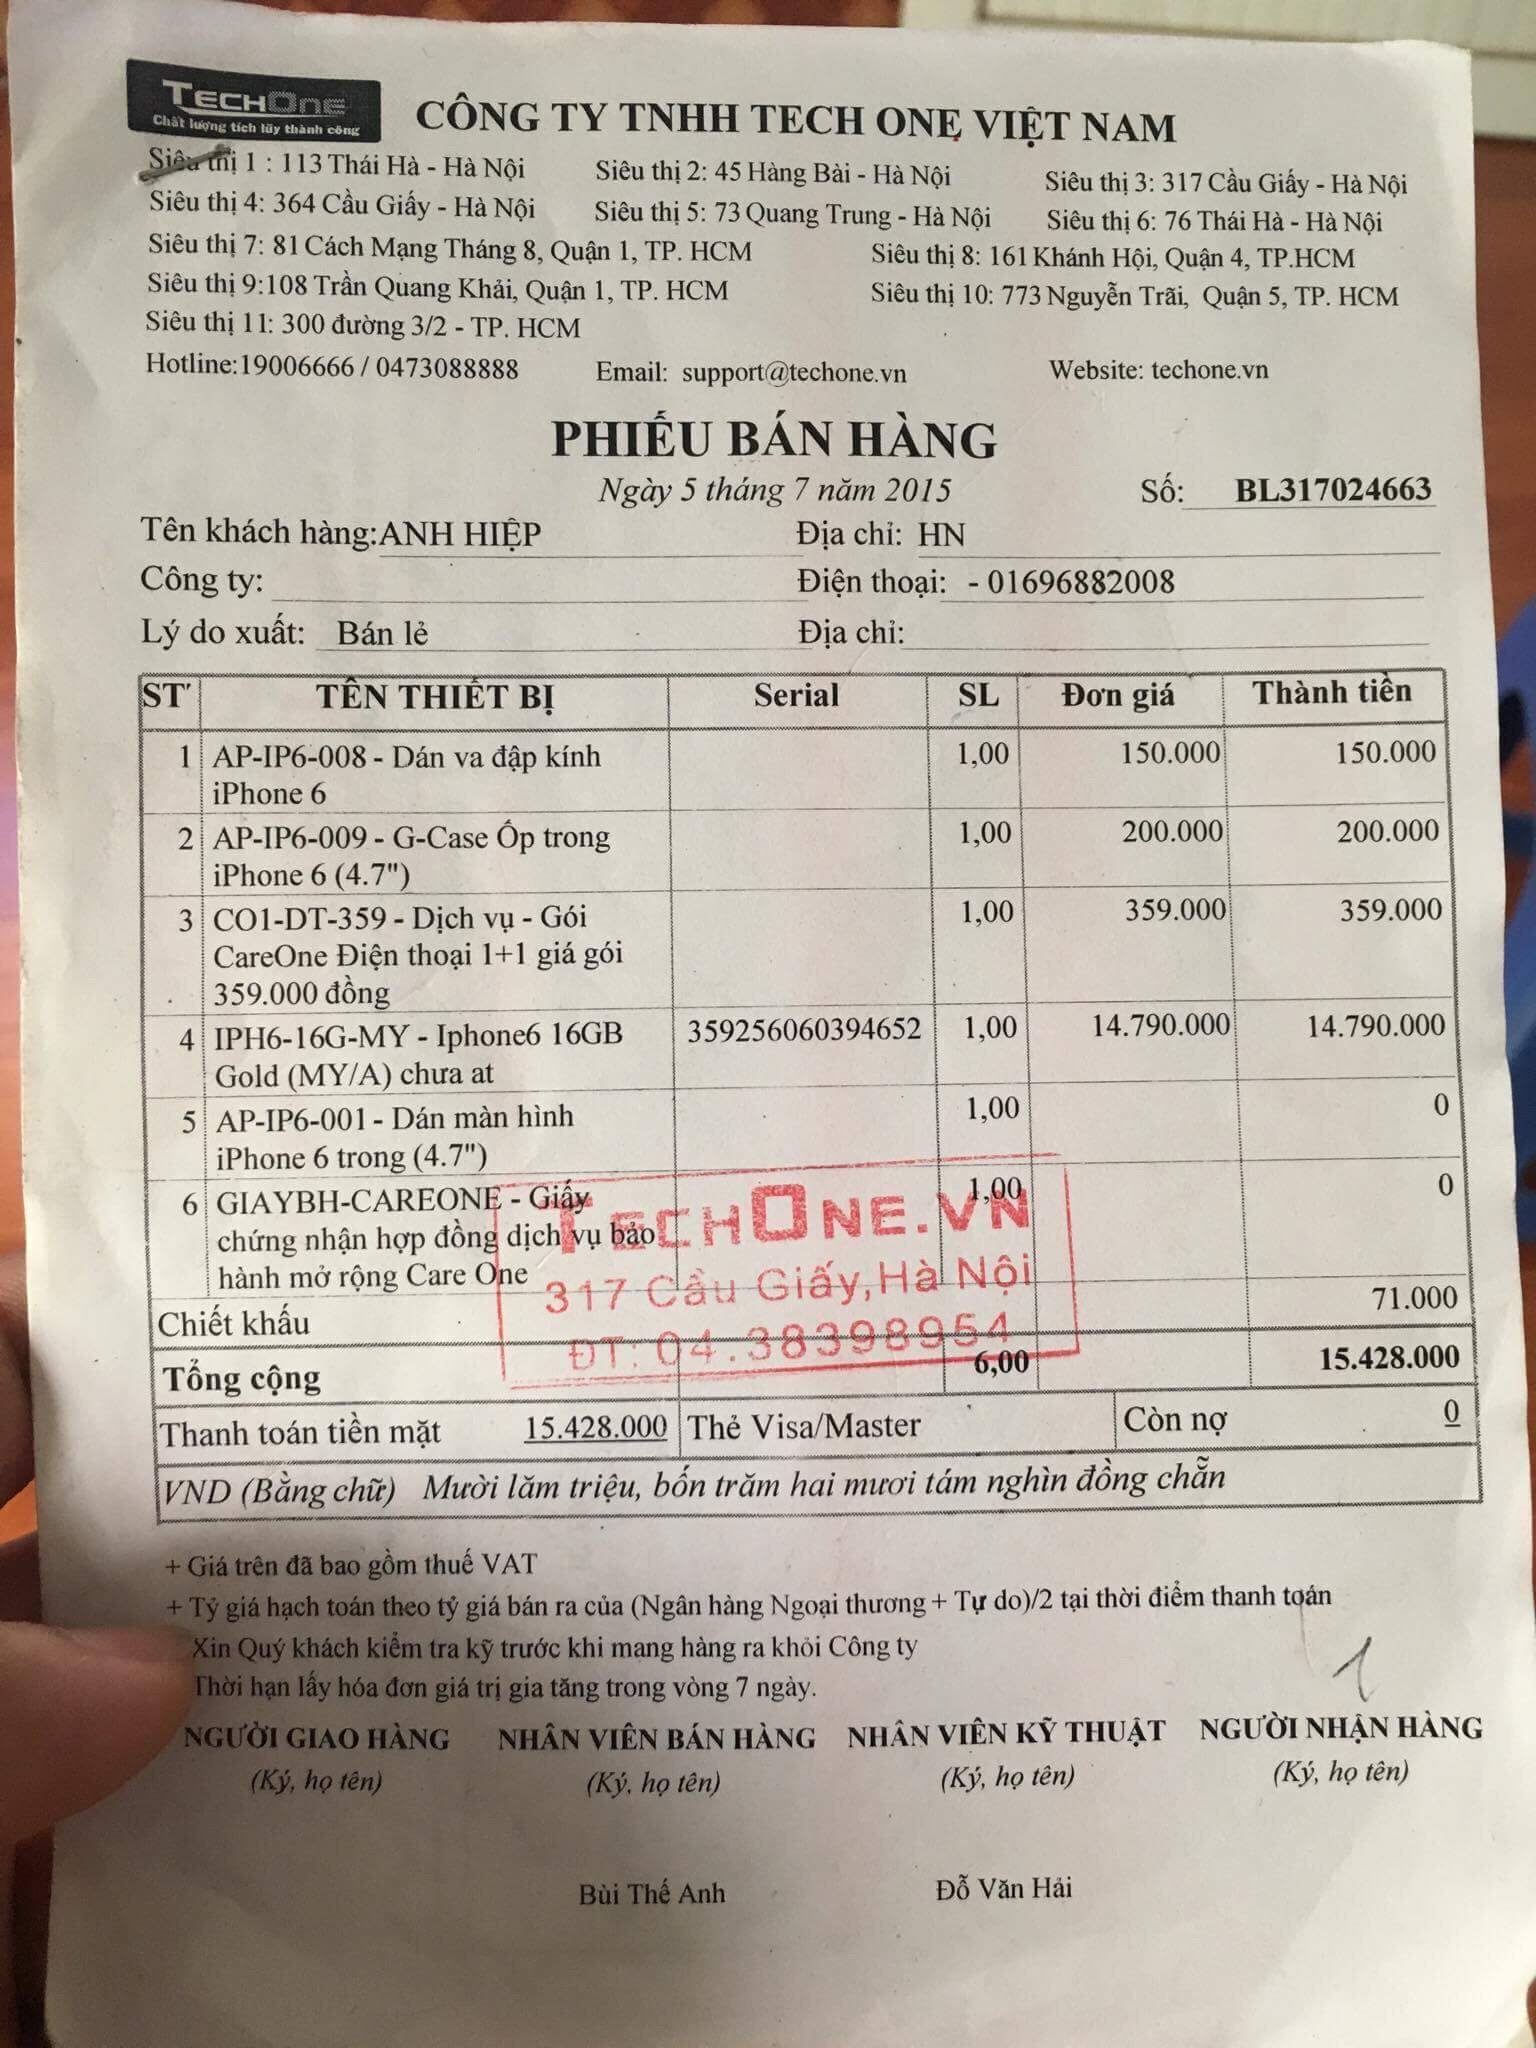 TECHONE
Chất lượng tích lũy thành công
CÔNG TY TNHH TECH ONE VIỆT NAM
Siêu thị 1 : 113 Thái Hà - Hà Nội Siêu thị 2: 45 Hàng Bài - Hà Nội Siêu thị 3: 317 Cầu Giấy - Hà Nội
Siêu thị 4: 364 Cầu Giấy - Hà Nội Siêu thị 5: 73 Quang Trung - Hà Nội Siêu thị 6: 76 Thái Hà - Hà Nội
Siêu thị 7: 81 Cách Mạng Tháng 8, Quận 1, TP. HCM Siêu thị 8: 161 Khánh Hội, Quận 4, TP.HCM
Siêu thị 9:108 Trần Quang Khải, Quận 1, TP. HCM Siêu thị 10: 773 Nguyễn Trãi, Quận 5, TP. HCM
Siêu thị 11: 300 đường 3/2 - TP. HCM
Hotline:19006666 / 0473088888 Email: support@techone.vn Website: techone.vn
PHIẾU BÁN HÀNG
Ngày 5 tháng 7 năm 2015 Số: BL317024663
Tên khách hàng:ANH HIỆP Địa chỉ: HN
Công ty: Điện thoại: - 01696882008
Lý do xuất: Bán lẻ Địa chỉ:
ST TÊN THIẾT BỊ Serial SL Đơn giá Thành tiền
1 AP-IP6-008 - Dán va đập kính 1,00 150.000 150.000
iPhone 6
2 AP-IP6-009 - G-Case Ốp trong 1,00 200.000 200.000
iPhone 6 (4.7")
3 CO1-DT-359 - Dịch vụ - Gói 1,00 359.000 359.000
CareOne Điện thoại 1+1 giá gói
359.000 đồng
4 IPH6-16G-MY - Iphone6 16GB 359256060394652 1,00 14.790.000 14.790.000
Gold (MY/A) chưa at
5 AP-IP6-001 - Dán màn hình 1,00 0
iPhone 6 trong (4.7")
6 GIAYBH-CAREONE - Giấy 1,00 0
chứng nhận hợp đồng dịch vụ bảo
hành mở rộng Care One
TECHONE.VN
317 Cầu Giấy,Hà Nội
ĐT: 04.38398954
Chiết khấu 71.000
Tổng cộng 6,00 15.428.000
Thanh toán tiền mặt 15.428.000 Thẻ Visa/Master Còn nợ 0
VND (Bằng chữ) Mười lăm triệu, bốn trăm hai mươi tám nghìn đồng chẵn
+ Giá trên đã bao gồm thuế VAT
+ Tỷ giá hạch toán theo tỷ giá bán ra của (Ngân hàng Ngoại thương + Tự do)/2 tại thời điểm thanh toán
Xin Quý khách kiểm tra kỹ trước khi mang hàng ra khỏi Công ty
Thời hạn lấy hóa đơn giá trị gia tăng trong vòng 7 ngày.
1
NGƯỜI GIAO HÀNG NHÂN VIÊN BÁN HÀNG NHÂN VIÊN KỸ THUẬT NGƯỜI NHẬN HÀNG
(Ký, họ tên) (Ký, họ tên) (Ký, họ tên) (Ký, họ tên)
Bùi Thế Anh Đỗ Văn Hải